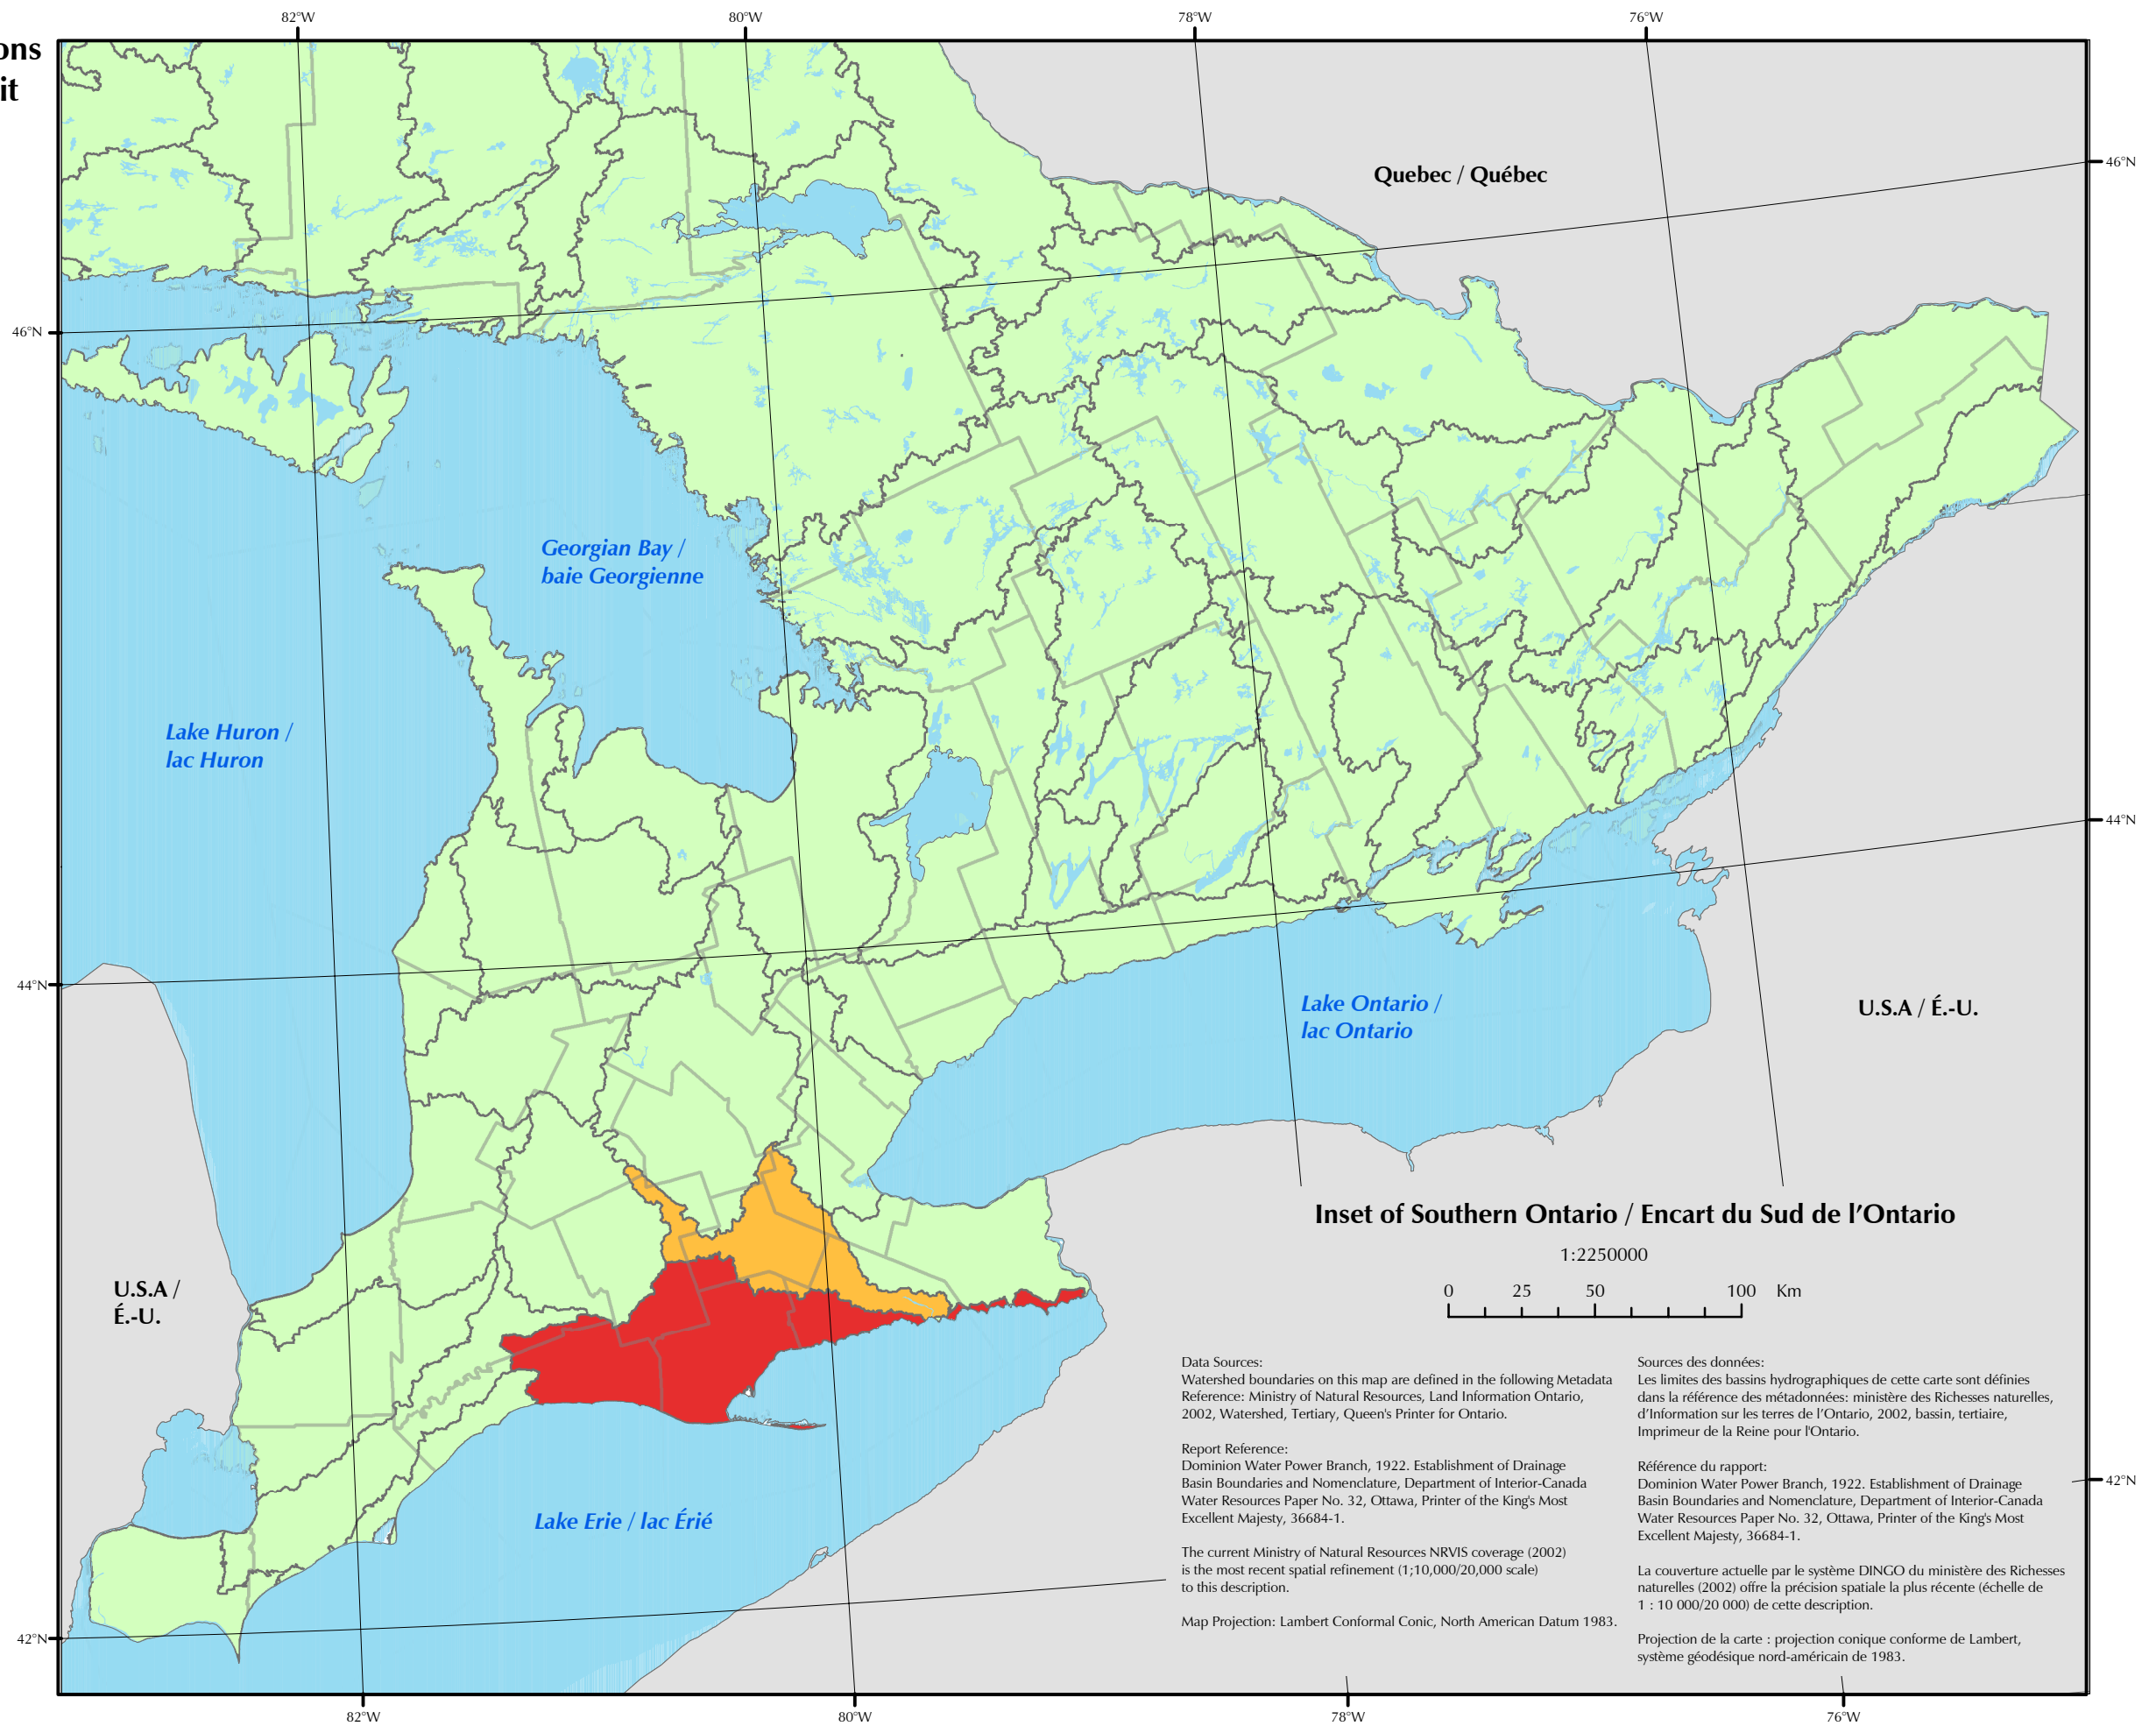 82°W
80°W
78°W
76°W
ons
it
Quebec / Québec
46°N
46°N
Georgian Bay /
baie Georgienne
Lake Huron /
lac Huron
44°N
44°N
Lake Ontario /
lac Ontario
U.S.A / É.-U.
Inset of Southern Ontario / Encart du Sud de l'Ontario
1:2250000
0 25 50 100 Km
U.S.A /
É.-U.
Data Sources:
Watershed boundaries on this map are defined in the following Metadata
Reference: Ministry of Natural Resources, Land Information Ontario,
2002, Watershed, Tertiary, Queen's Printer for Ontario.
Report Reference:
Dominion Water Power Branch, 1922. Establishment of Drainage
Basin Boundaries and Nomenclature, Department of Interior-Canada
Water Resources Paper No. 32, Ottawa, Printer of the King's Most
Excellent Majesty, 36684-1.
The current Ministry of Natural Resources NRVIS coverage (2002)
is the most recent spatial refinement (1;10,000/20,000 scale)
to this description.
Map Projection: Lambert Conformal Conic, North American Datum 1983.
Sources des données:
Les limites des bassins hydrographiques de cette carte sont définies
dans la référence des métadonnées: ministère des Richesses naturelles,
d'Information sur les terres de l'Ontario, 2002, bassin, tertiaire,
Imprimeur de la Reine pour l'Ontario.
Référence du rapport:
Dominion Water Power Branch, 1922. Establishment of Drainage
Basin Boundaries and Nomenclature, Department of Interior-Canada
Water Resources Paper No. 32, Ottawa, Printer of the King's Most
Excellent Majesty, 36684-1.
La couverture actuelle par le système DINGO du ministère des Richesses
naturelles (2002) offre la précision spatiale la plus récente (échelle de
1 : 10 000/20 000) de cette description.
Projection de la carte : projection conique conforme de Lambert,
système géodésique nord-américain de 1983.
Lake Erie / lac Érié
42°N
42°N
82°W
80°W
78°W
76°W